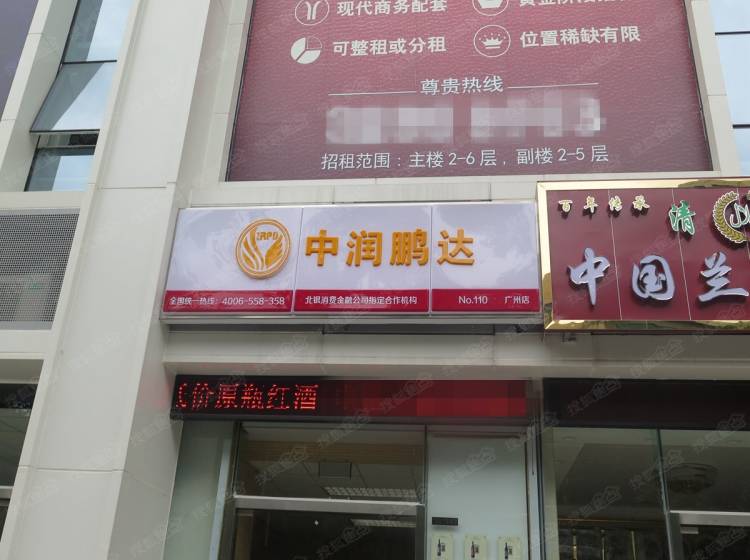 现代商务配套
可整租或分租
位置稀缺有限
尊贵热线
招租范围：主楼2-6层，副楼2-5层
ZRPD
中润鹏达
全国统一热线：4006-558-358
北银消费金融公司指定合作机构
No.110
广州店
百年传承
清
中国兰
价原瓶红酒